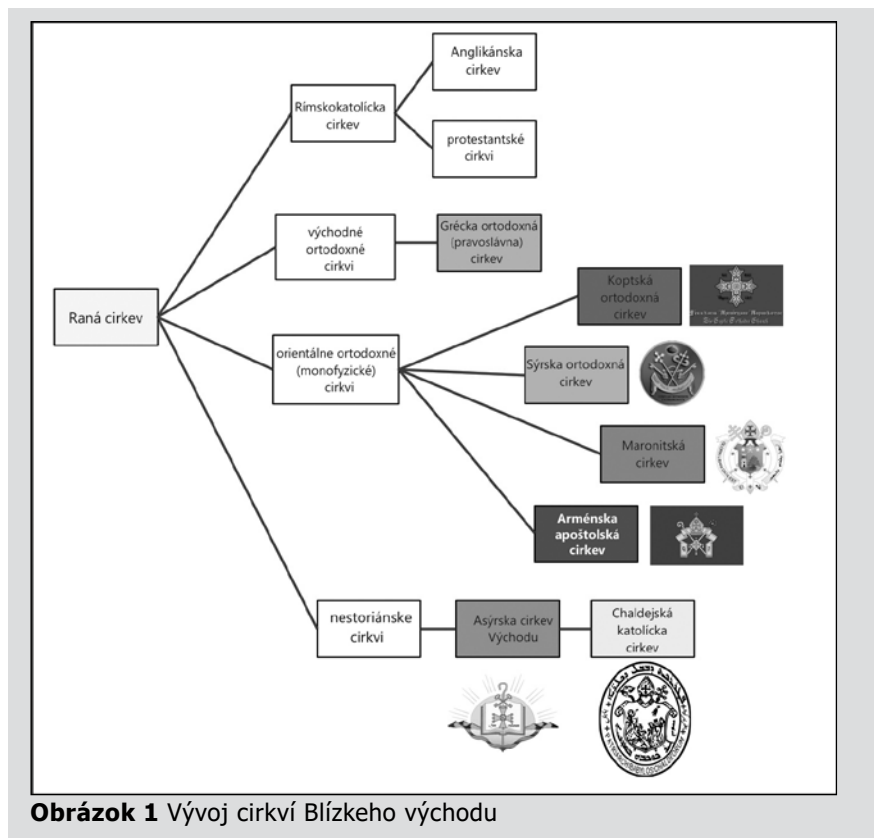 Anglikánska
cirkev
Rímskokatolícka
cirkev
protestantské
cirkvi
východné
ortodoxné
cirkvi
Grécka ortodoxná
(pravoslávna)
cirkev
Raná cirkev
orientálne ortodoxné
(monofyzické)
cirkvi
Koptská
ortodoxná
cirkev
Sýrska ortodoxná
cirkev
Maronitská
cirkev
Arménska
apoštolská
cirkev
nestoriánske
cirkvi
Asýrska cirkev
Východu
Chaldejská
katolícka
cirkev
Obrázok 1 Vývoj cirkví Blízkeho východu